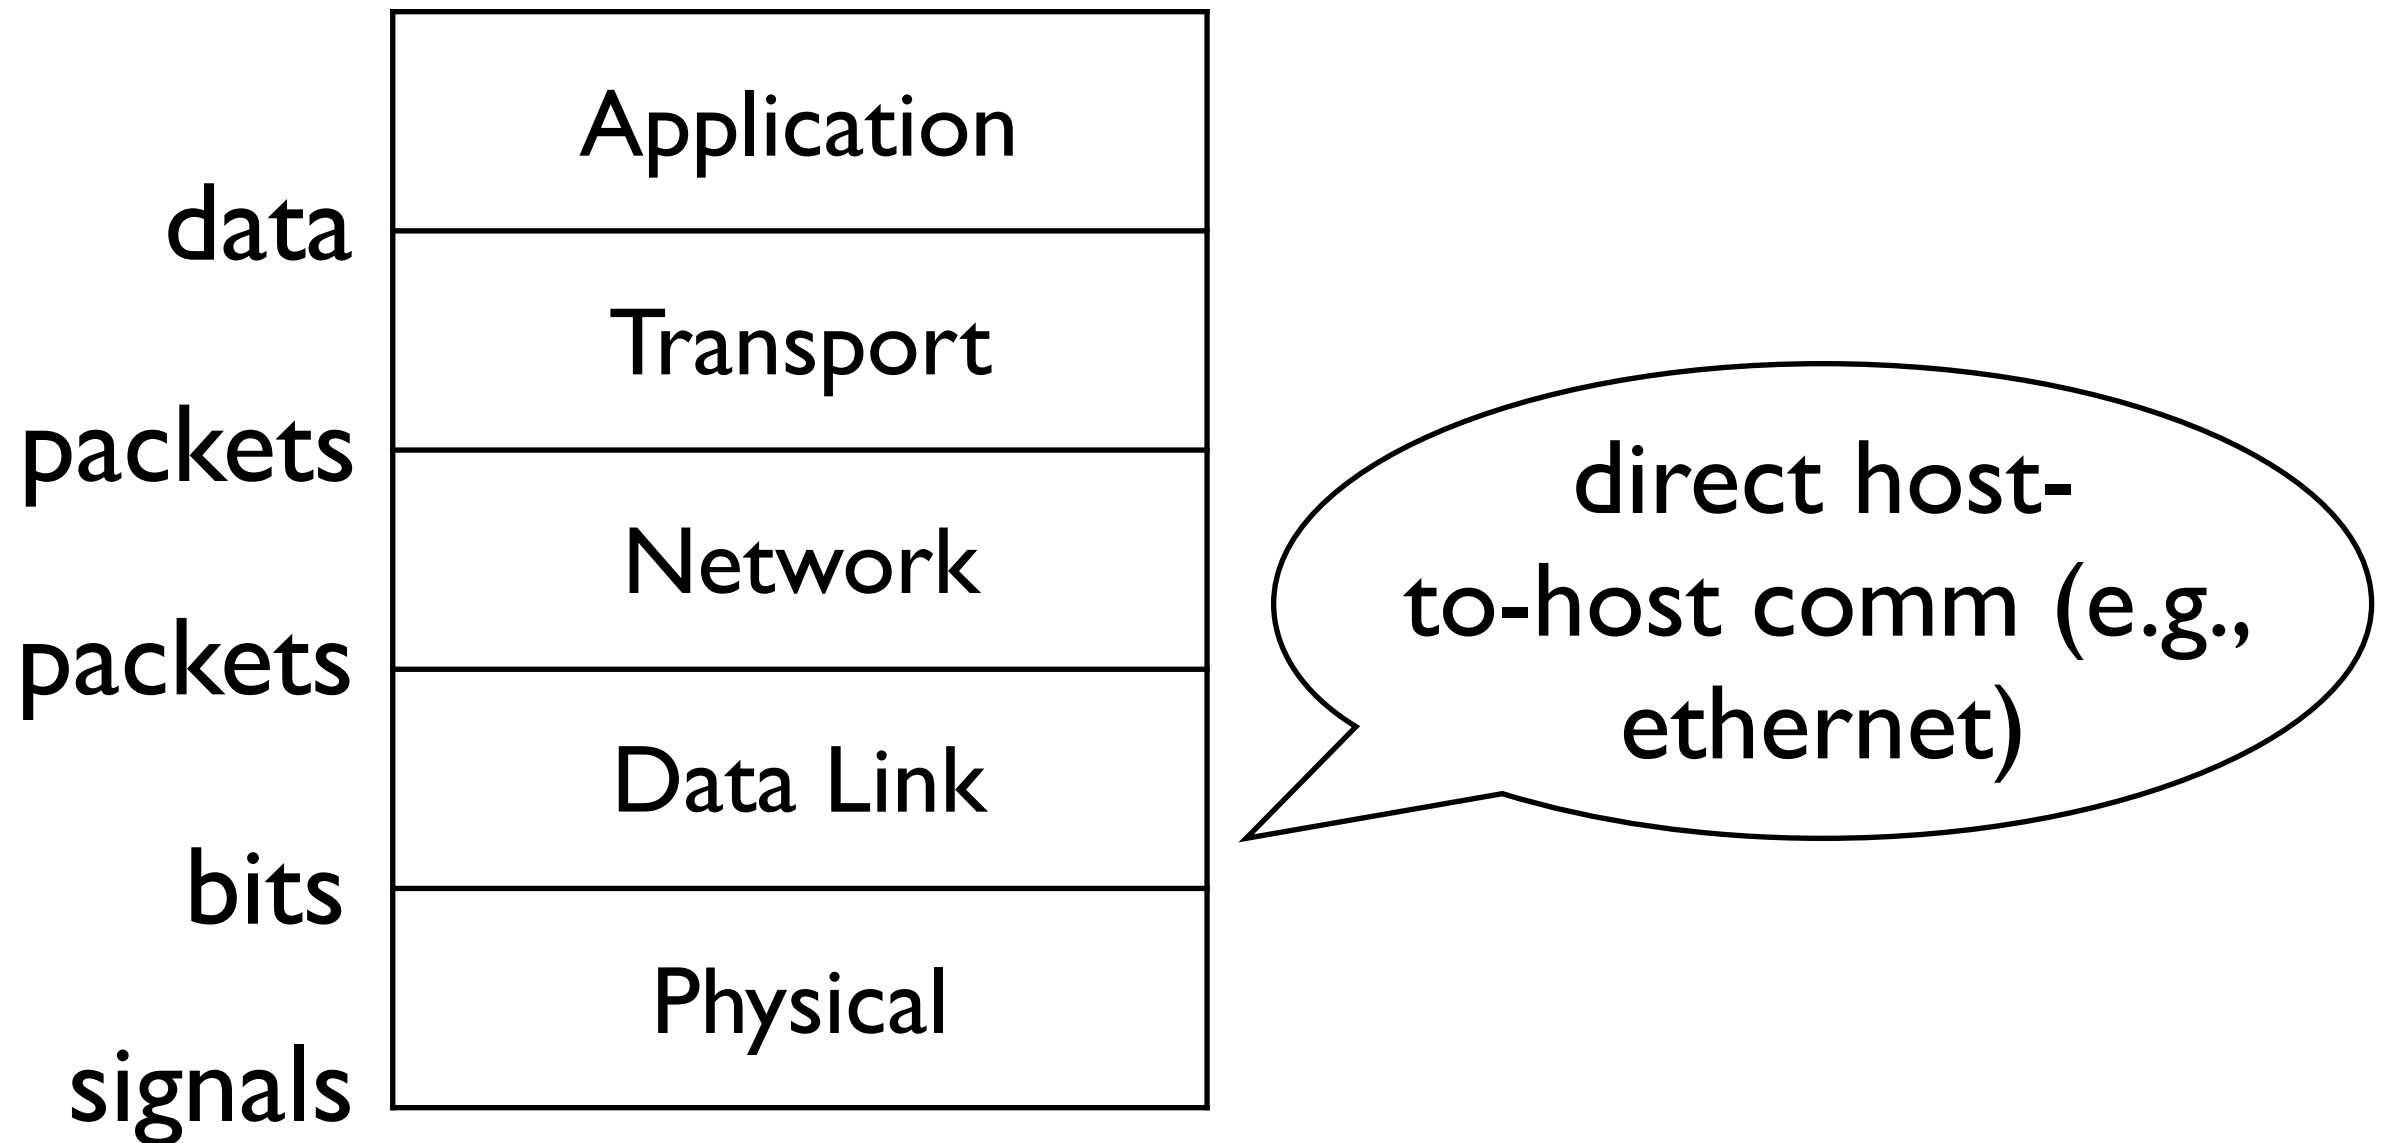 Application
data
Transport
packets
Network
packets
Data Link
bits
Physical
signals
direct host-
to-host comm (e.g.,
ethernet)